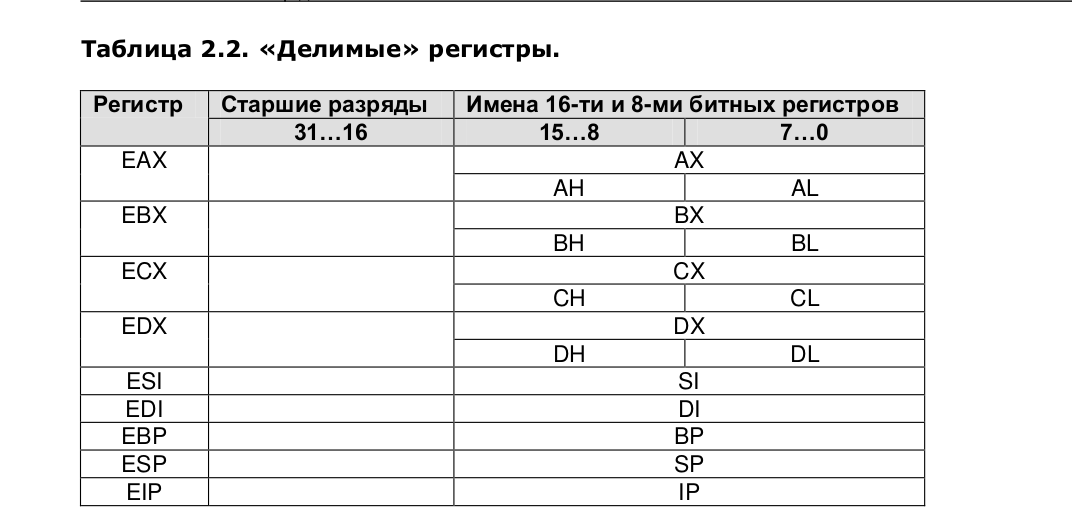 Таблица 2.2. «Делимые» регистры.
Регистр Старшие разряды Имена 16-ти и 8-ми битных регистров
31…16 15…8 7…0
EAX AX
AH AL
EBX BX
BH BL
ECX CX
CH CL
EDX DX
DH DL
ESI SI
EDI DI
EBP BP
ESP SP
EIP IP